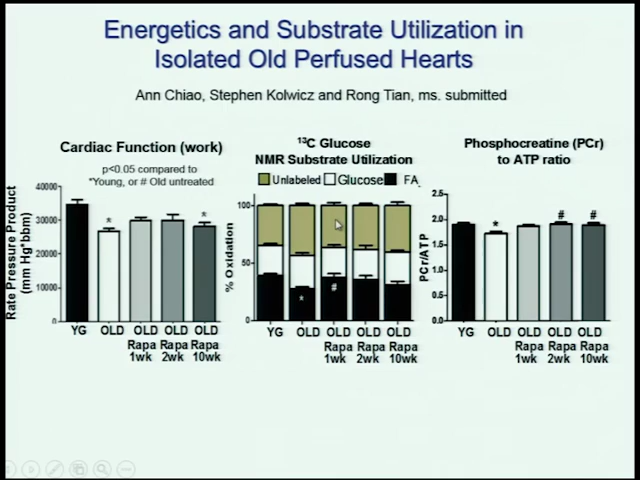 Energetics and Substrate Utilization in
Isolated Old Perfused Hearts
Ann Chiao, Stephen Kolwicz and Rong Tian, ms. submitted
Cardiac Function (work)
p<0.05 compared to
*Young, or # Old untreated
Rate Pressure Product
(mm Hg*bbm)
40000
30000
20000
10000
0
*
*
YG OLD OLD OLD OLD
Rapa Rapa Rapa
1wk 2wk 10wk
13C Glucose
NMR Substrate Utilization
Unlabeled Glucose FA
% Oxidation
100
50
0
*
#
YG OLD OLD OLD OLD
Rapa Rapa Rapa
1wk 2wk 10wk
Phosphocreatine (PCr)
to ATP ratio
PCr/ATP
2.5
2.0
1.5
1.0
0.5
0.0
*
# #
YG OLD OLD OLD OLD
Rapa Rapa Rapa
1wk 2wk 10wk